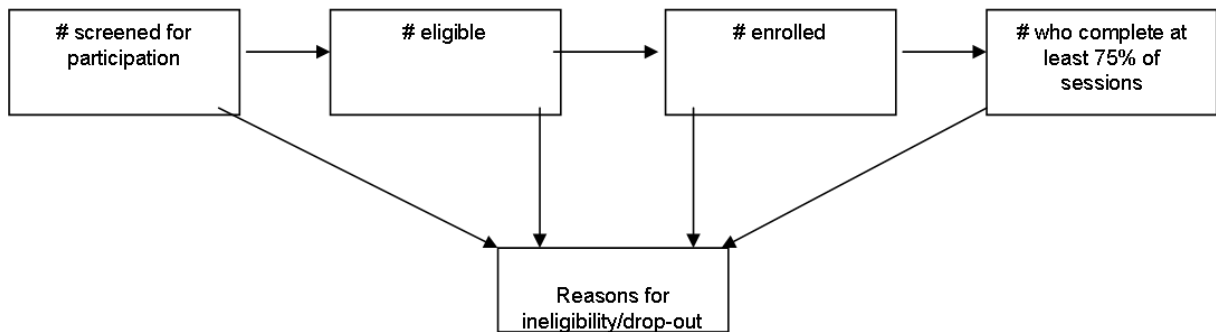 # screened for
participation
# eligible
# enrolled
# who complete at
least 75% of
sessions
Reasons for
ineligibility/drop-out